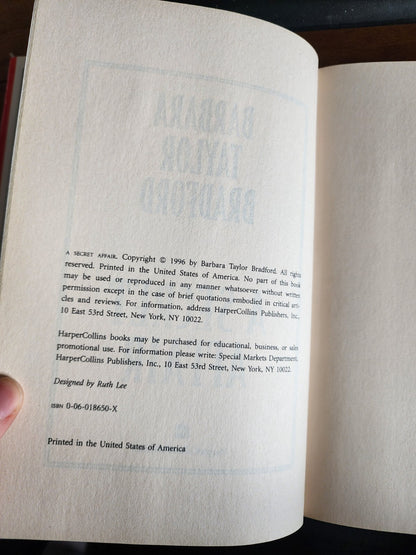 BARBARA
TAYLOR
BRADFORD
A SECRET AFFAIR. Copyright © 1996 by Barbara Taylor Bradford. All rights
reserved. Printed in the United States of America. No part of this book
may be used or reproduced in any manner whatsoever without written
permission except in the case of brief quotations embodied in critical arti-
cles and reviews. For information, address HarperCollins Publishers, Inc.,
10 East 53rd Street, New York, NY 10022.
HarperCollins books may be purchased for educational, business, or sales
promotional use. For information please write: Special Markets Department,
HarperCollins Publishers, Inc., 10 East 53rd Street, New York, NY 10022.
Designed by Ruth Lee
ISBN 0-06-018650-X
Printed in the United States of America